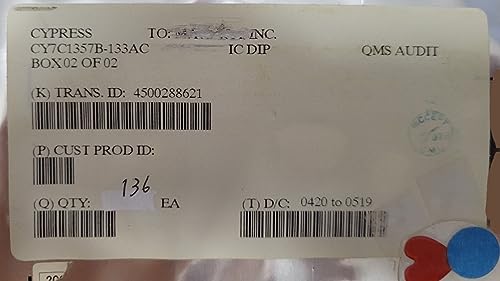 CYPRESS TO: INC.
CY7C1357B-133AC IC DIP QMS AUDIT
BOX 02 OF 02
(K) TRANS. ID: 4500288621
ACCEPT
(P) CUST PROD ID:
(Q) QTY: 136 EA (T) D/C: 0420 to 0519